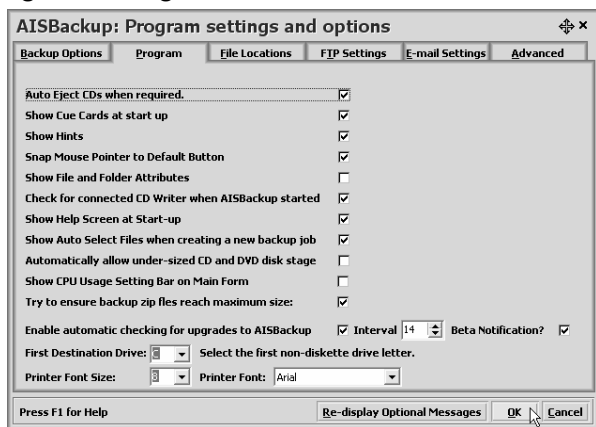 AISBackup: Program settings and options
Backup Options Program File Locations FTP Settings E-mail Settings Advanced
Auto Eject CDs when required.
Show Cue Cards at start up
Show Hints
Snap Mouse Pointer to Default Button
Show File and Folder Attributes
Check for connected CD Writer when AISBackup started
Show Help Screen at Start-up
Show Auto Select Files when creating a new backup job
Automatically allow under-sized CD and DVD disk stage
Show CPU Usage Setting Bar on Main Form
Try to ensure backup zip fles reach maximum size:
Enable automatic checking for upgrades to AISBackup Interval 14 Beta Notification?
First Destination Drive: Select the first non-diskette drive letter.
Printer Font Size: 8 Printer Font: Arial
Press F1 for Help Re-display Optional Messages OK Cancel